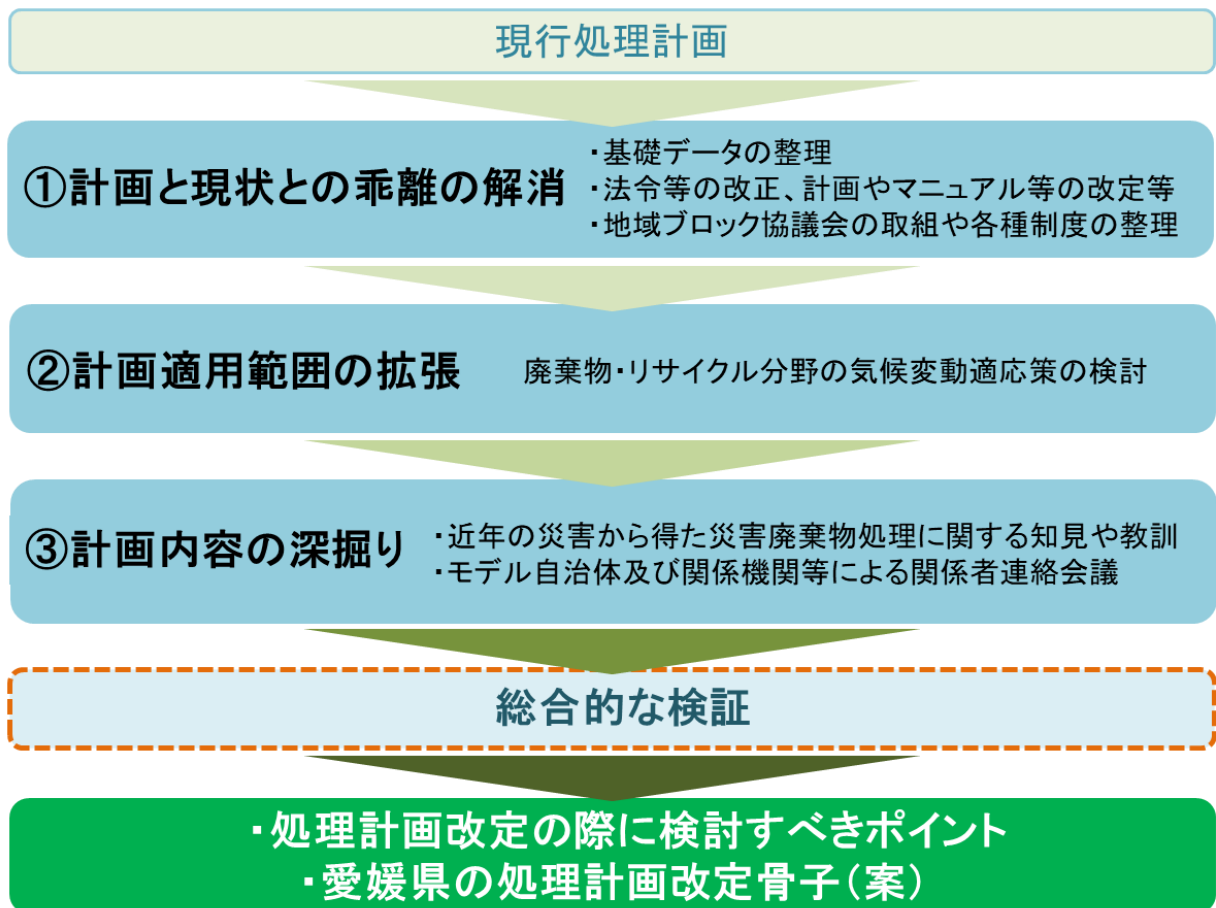 現行処理計画
①計画と現状との乖離の解消
・基礎データの整理
・法令等の改正、計画やマニュアル等の改定等
・地域ブロック協議会の取組や各種制度の整理
②計画適用範囲の拡張
廃棄物・リサイクル分野の気候変動適応策の検討
③計画内容の深掘り
・近年の災害から得た災害廃棄物処理に関する知見や教訓
・モデル自治体及び関係機関等による関係者連絡会議
総合的な検証
・処理計画改定の際に検討すべきポイント
・愛媛県の処理計画改定骨子（案）